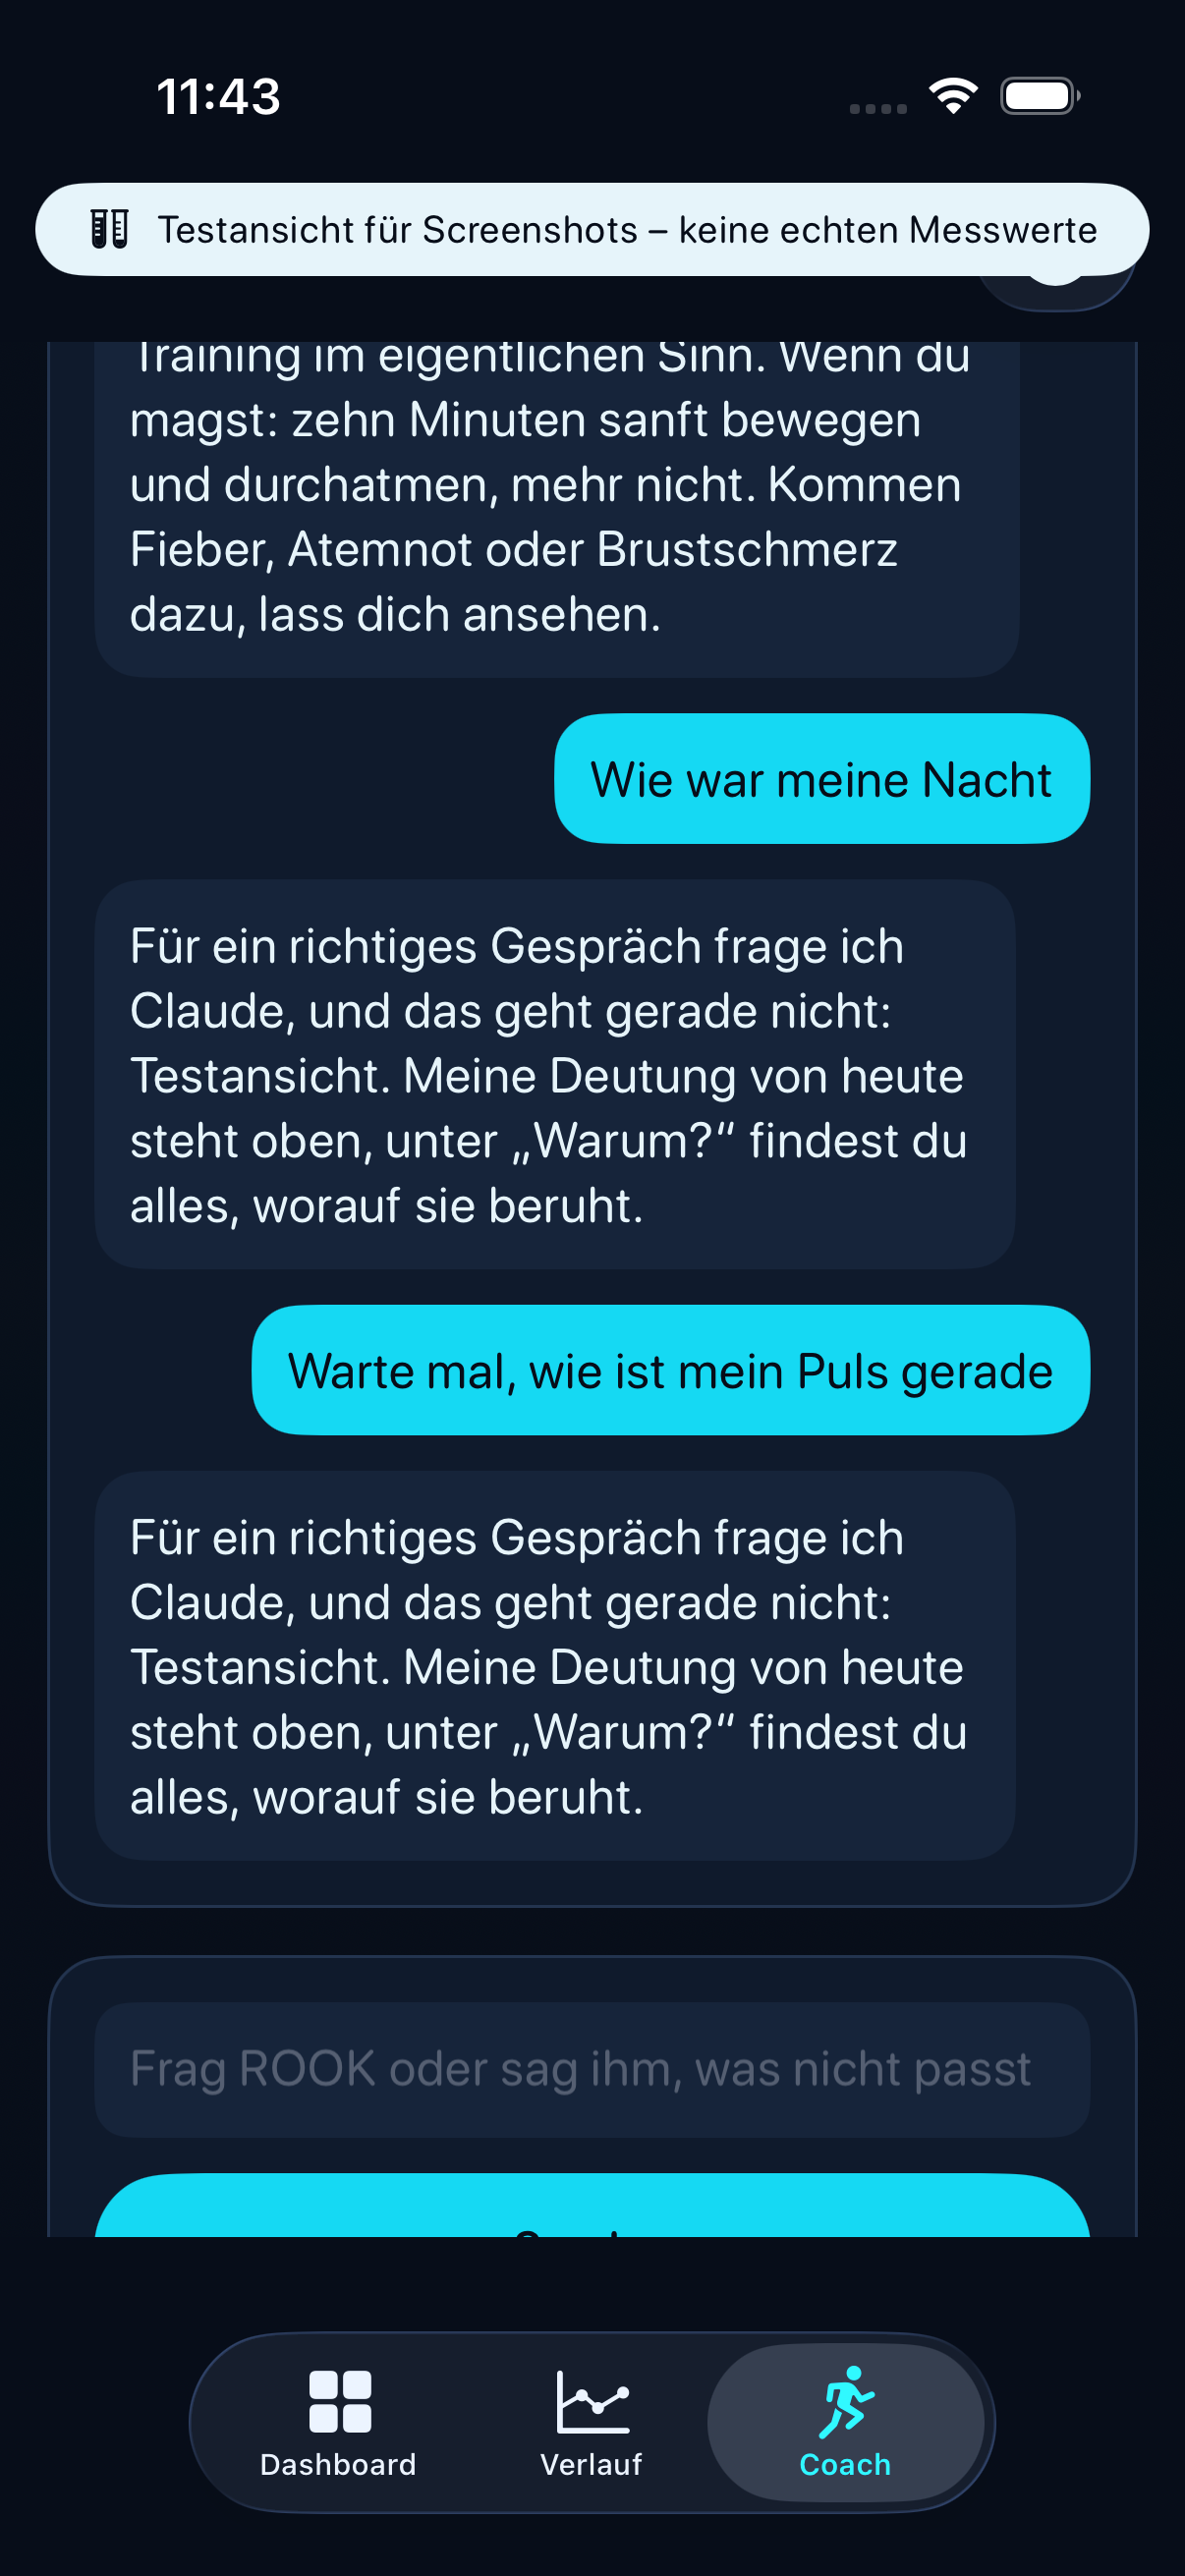 11:43
Testansicht für Screenshots – keine echten Messwerte
Training im eigentlichen Sinn. Wenn du
magst: zehn Minuten sanft bewegen
und durchatmen, mehr nicht. Kommen
Fieber, Atemnot oder Brustschmerz
dazu, lass dich ansehen.
Wie war meine Nacht
Für ein richtiges Gespräch frage ich
Claude, und das geht gerade nicht:
Testansicht. Meine Deutung von heute
steht oben, unter „Warum?“ findest du
alles, worauf sie beruht.
Warte mal, wie ist mein Puls gerade
Für ein richtiges Gespräch frage ich
Claude, und das geht gerade nicht:
Testansicht. Meine Deutung von heute
steht oben, unter „Warum?“ findest du
alles, worauf sie beruht.
Frag ROOK oder sag ihm, was nicht passt
Dashboard
Verlauf
Coach